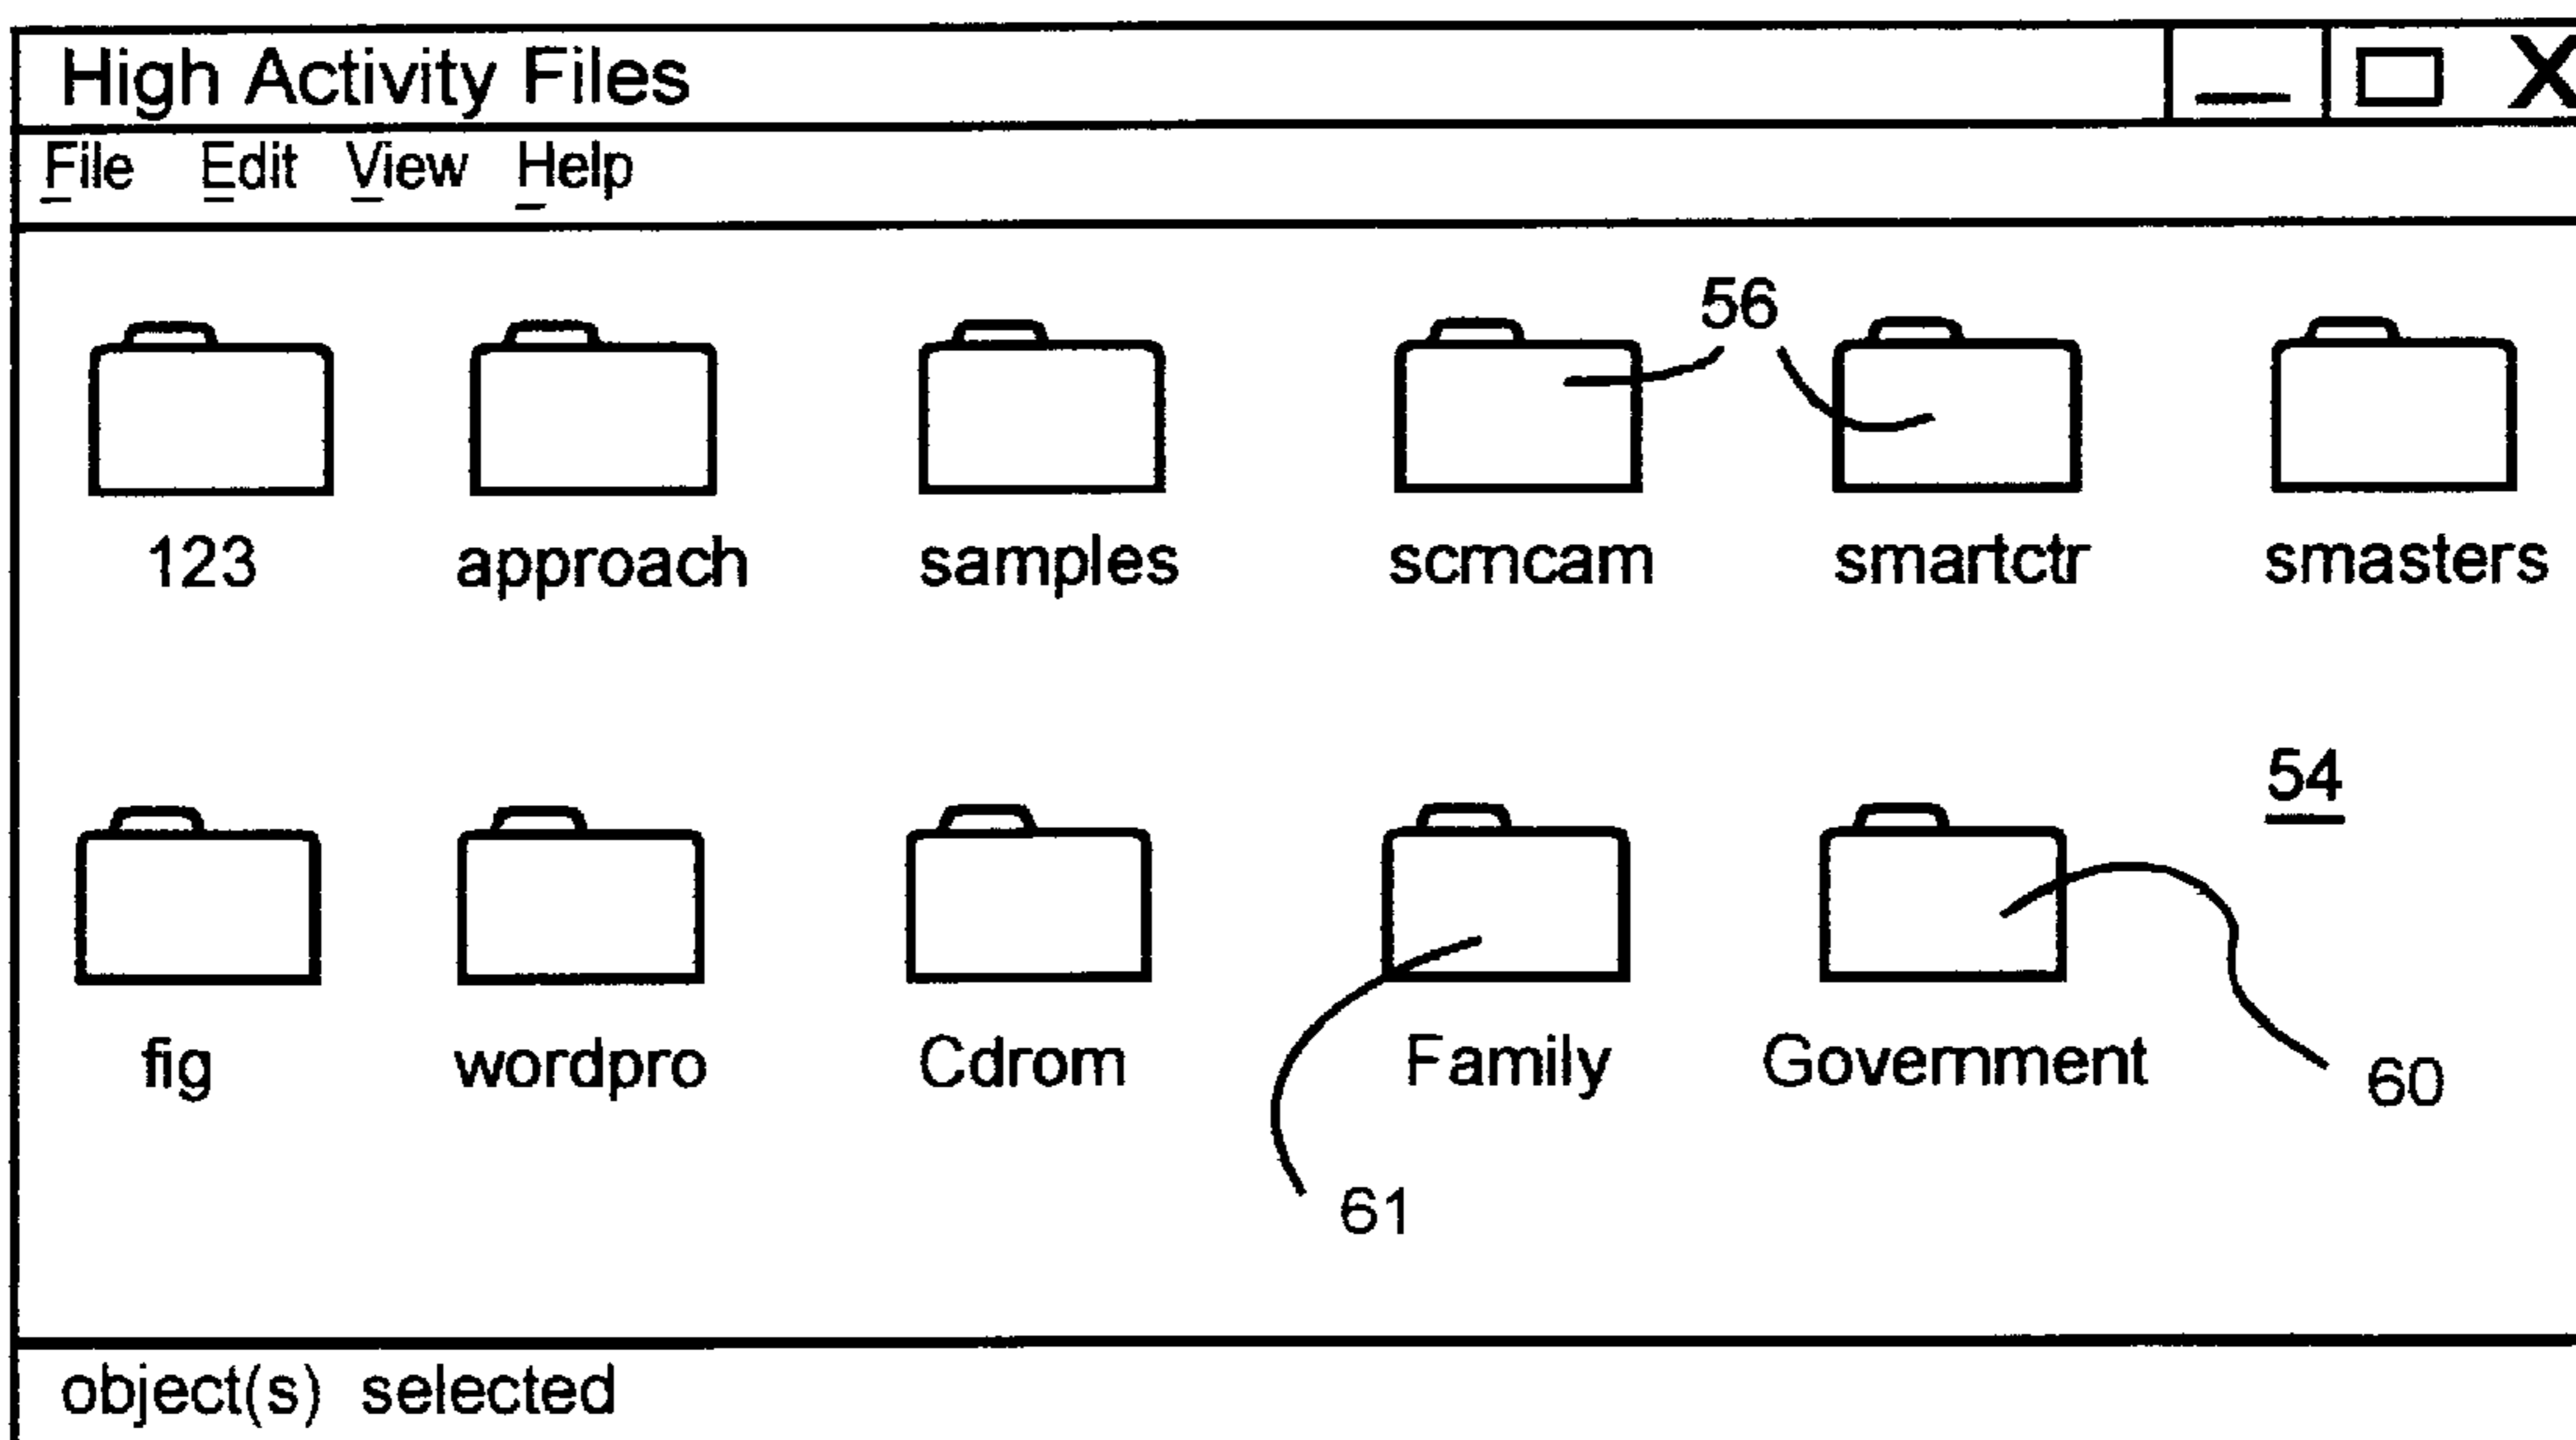 High Activity Files
File Edit View Help
56
123 approach samples scrncam smartctr smasters
54
fig wordpro Cdrom Family Government
60
61
object(s) selected